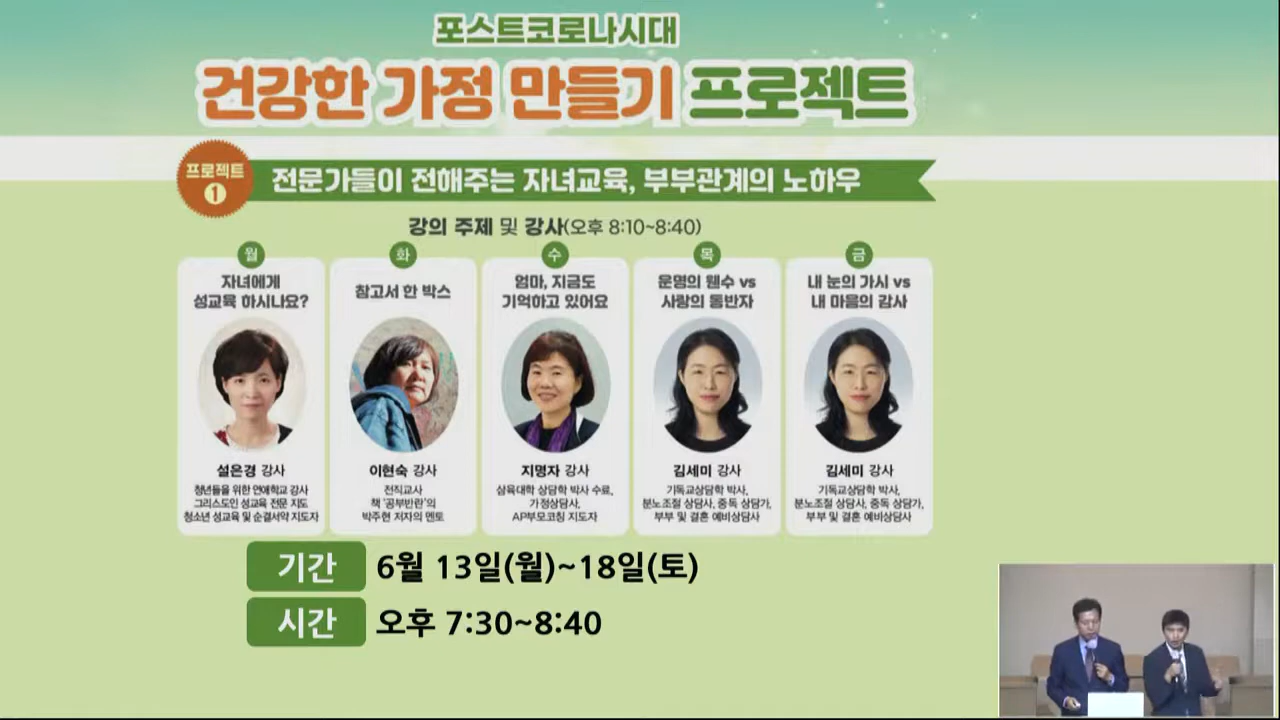 포스트코로나시대
건강한 가정 만들기 프로젝트
프로젝트
1
전문가들이 전해주는 자녀교육, 부부관계의 노하우
강의 주제 및 강사(오후 8:10~8:40)
월
자녀에게
성교육 하시나요?
설은경 강사
청년들을 위한 연애학교 강사
그리스도인 성교육 전문 지도
청소년 성교육 및 순결서약 지도자
화
참고서 한 박스
이현숙 강사
전직교사
책 '공부반란'의
박주현 저자의 멘토
수
엄마, 지금도
기억하고 있어요
지명자 강사
삼육대학 상담학 박사 수료,
가정상담사,
AP부모코칭 지도자
목
운명의 웬수 vs
사랑의 동반자
김세미 강사
기독교상담학 박사,
분노조절 상담사, 중독 상담가,
부부 및 결혼 예비상담사
금
내 눈의 가시 vs
내 마음의 감사
김세미 강사
기독교상담학 박사,
분노조절 상담사, 중독 상담가,
부부 및 결혼 예비상담사
기간 6월 13일(월)~18일(토)
시간 오후 7:30~8:40